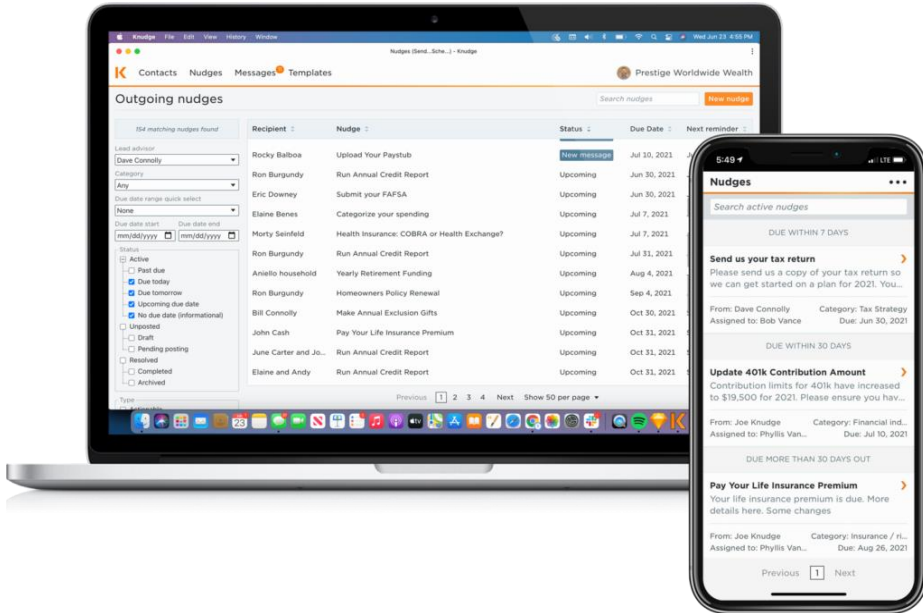 Knudge File Edit View History Window
Wed Jun 23 4:55 PM
Nudges (Send...Sche...) - Knudge
K Contacts Nudges Messages Templates
Prestige Worldwide Wealth
Outgoing nudges
Search nudges
New nudge
154 matching nudges found
Recipient Nudge Status Due Date Next reminder
Lead advisor
Dave Connolly
Category
Any
Due date range quick select
None
Due date start Due date end
mm/dd/yyyy mm/dd/yyyy
Status
Active
Past due
Due today
Due tomorrow
Upcoming due date
No due date (informational)
Unposted
Draft
Pending posting
Resolved
Completed
Archived
Type
Rocky Balboa Upload Your Paystub New message Jul 10, 2021
Ron Burgundy Run Annual Credit Report Upcoming Jun 30, 2021
Eric Downey Submit your FAFSA Upcoming Jun 30, 2021
Elaine Benes Categorize your spending Upcoming Jul 7, 2021
Morty Seinfeld Health Insurance: COBRA or Health Exchange? Upcoming Jul 7, 2021
Ron Burgundy Run Annual Credit Report Upcoming Jul 31, 2021
Aniello household Yearly Retirement Funding Upcoming Aug 4, 2021
Ron Burgundy Homeowners Policy Renewal Upcoming Sep 4, 2021
Bill Connolly Make Annual Exclusion Gifts Upcoming Oct 30, 2021
John Cash Pay Your Life Insurance Premium Upcoming Oct 31, 2021
June Carter and Jo... Run Annual Credit Report Upcoming Oct 31, 2021
Elaine and Andy Run Annual Credit Report Upcoming Oct 31, 2021
Previous 1 2 3 4 Next Show 50 per page
23
tv
5:49
LTE
Nudges
Search active nudges
DUE WITHIN 7 DAYS
Send us your tax return
Please send us a copy of your tax return so
we can get started on a plan for 2021. You...
From: Dave Connolly Category: Tax Strategy
Assigned to: Bob Vance Due: Jun 30, 2021
DUE WITHIN 30 DAYS
Update 401k Contribution Amount
Contribution limits for 401k have increased
to $19,500 for 2021. Please ensure you hav...
From: Joe Knudge Category: Financial ind...
Assigned to: Phyllis Van... Due: Jul 10, 2021
DUE MORE THAN 30 DAYS OUT
Pay Your Life Insurance Premium
Your life insurance premium is due. More
details here. Some changes
From: Joe Knudge Category: Insurance / ri...
Assigned to: Phyllis Van... Due: Aug 26, 2021
Previous 1 Next